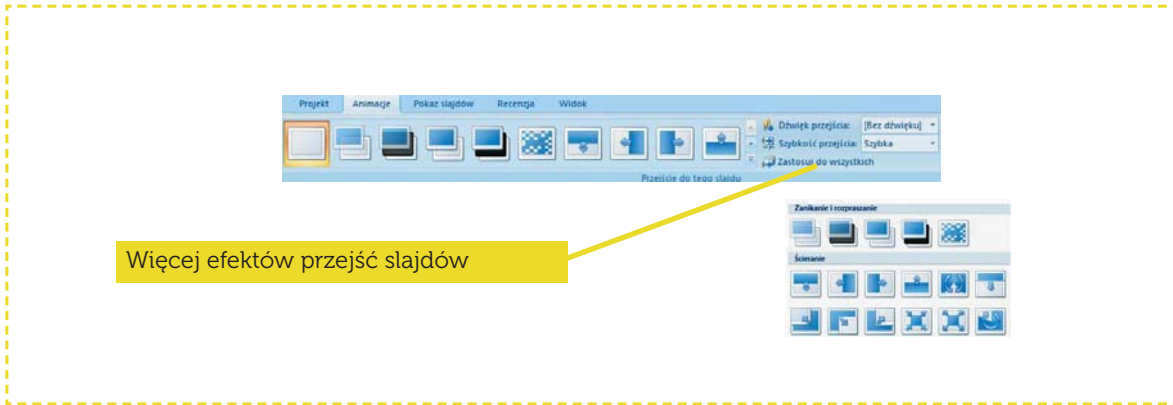 Projekt Animacje Pokaz slajdów Recenzja Widok
Dźwięk przejścia: [Bez dźwięku]
Szybkość przejścia: Szybka
Zastosuj do wszystkich
Przejście do tego slajdu
Zanikanie i rozpraszanie
Więcej efektów przejść slajdów
Ścieranie